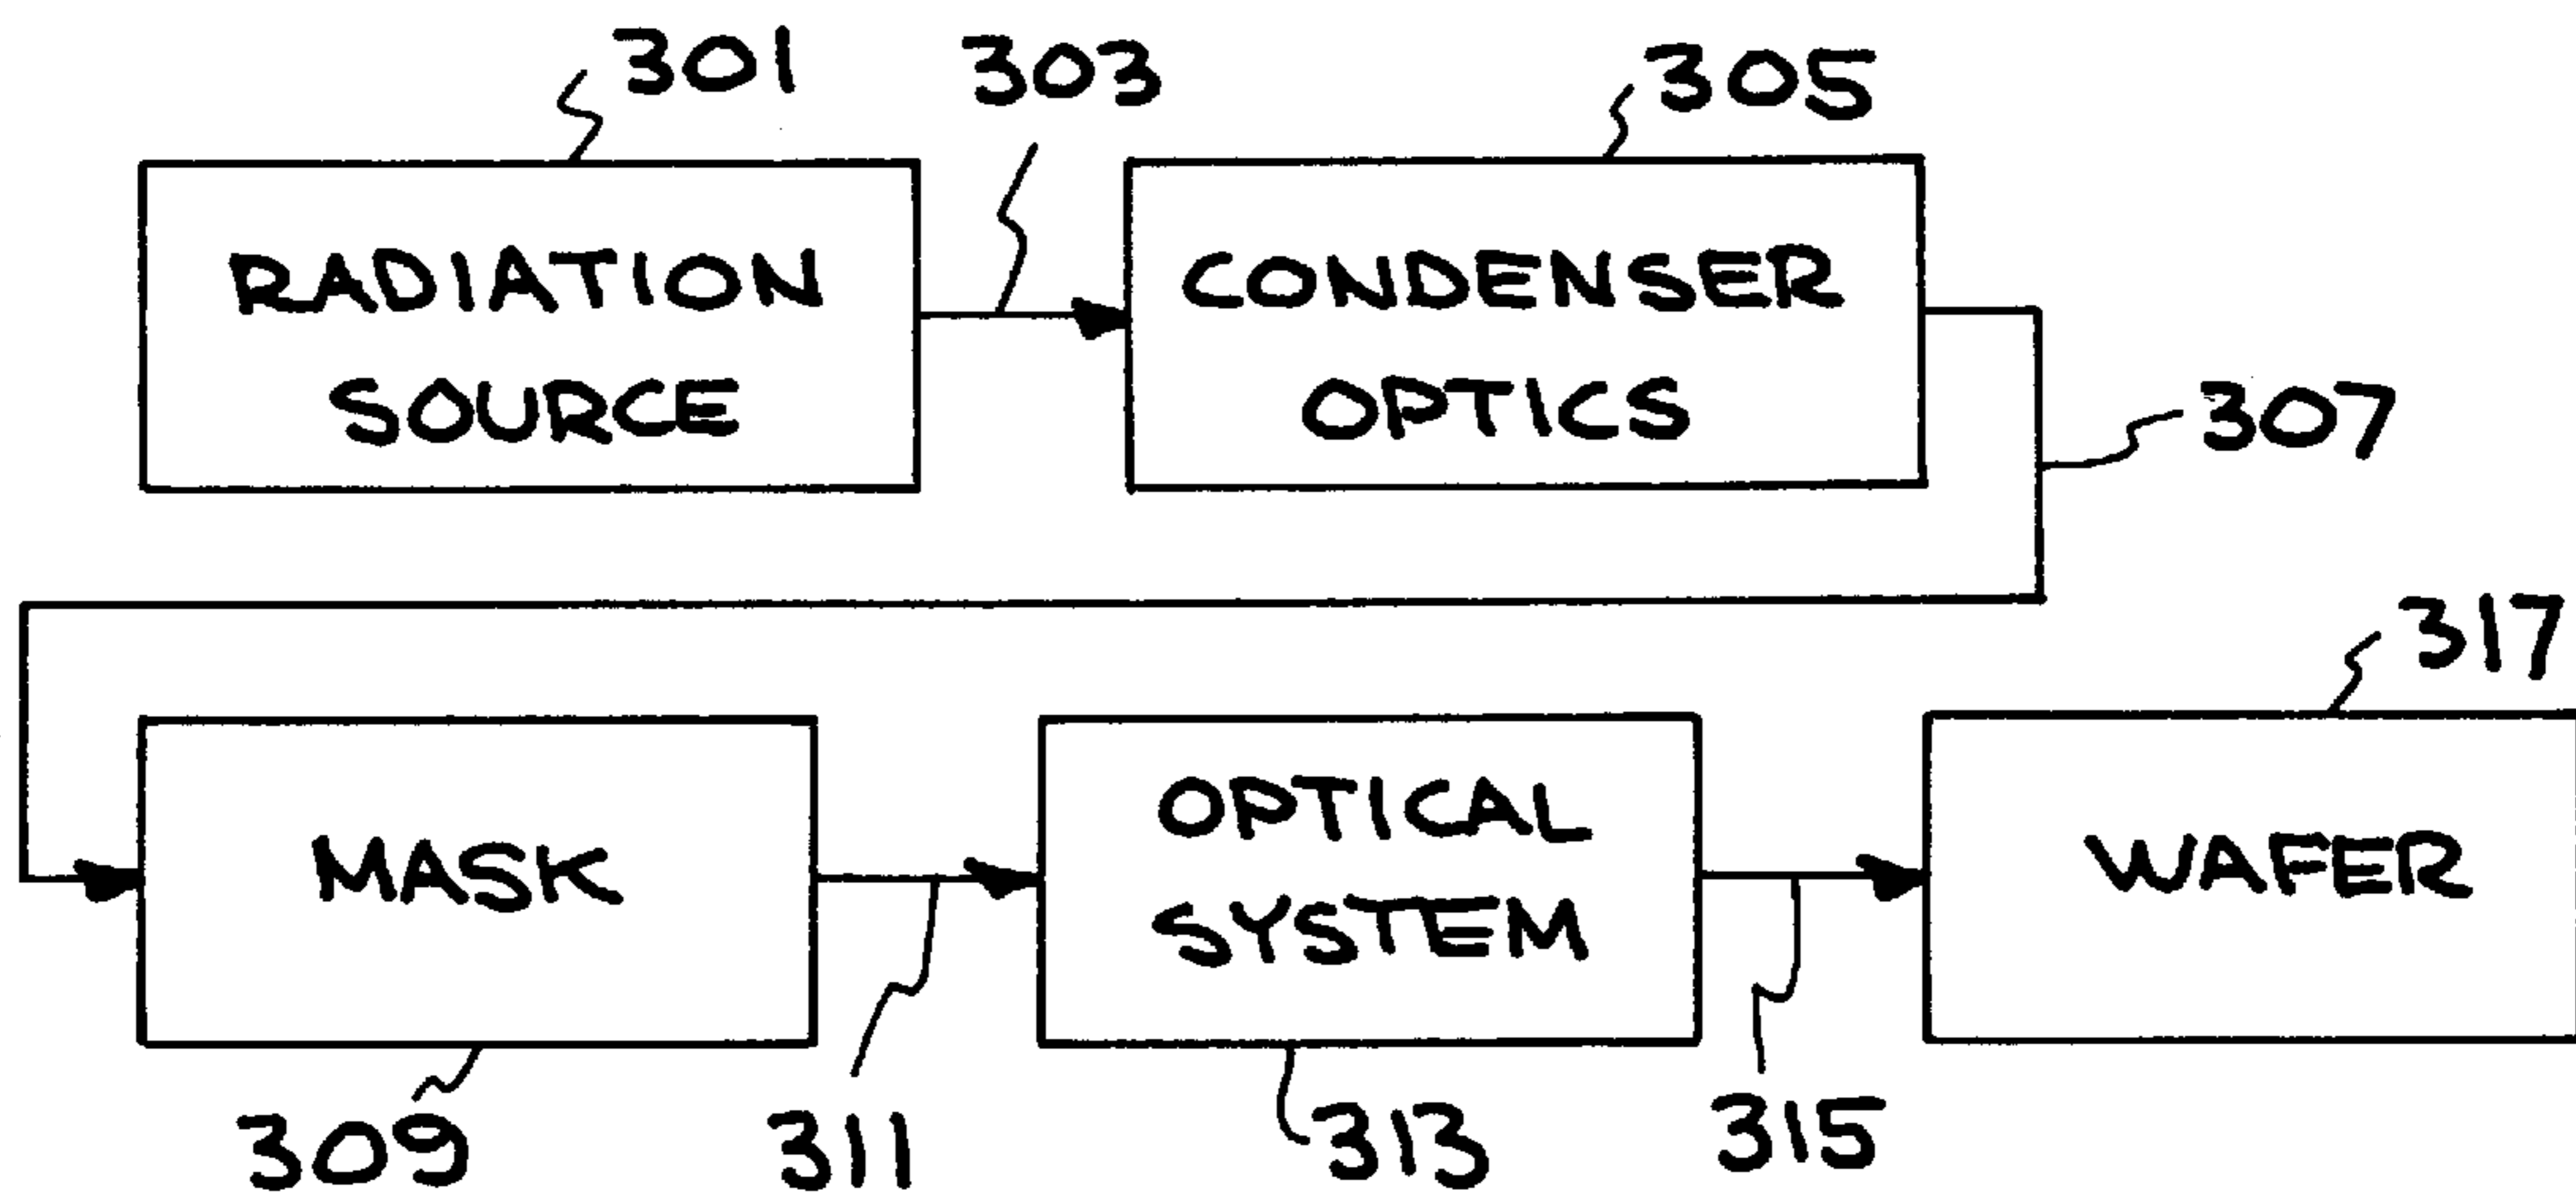 301
303
305
RADIATION
SOURCE
CONDENSER
OPTICS
307
317
MASK
OPTICAL
SYSTEM
WAFER
309
311
313
315